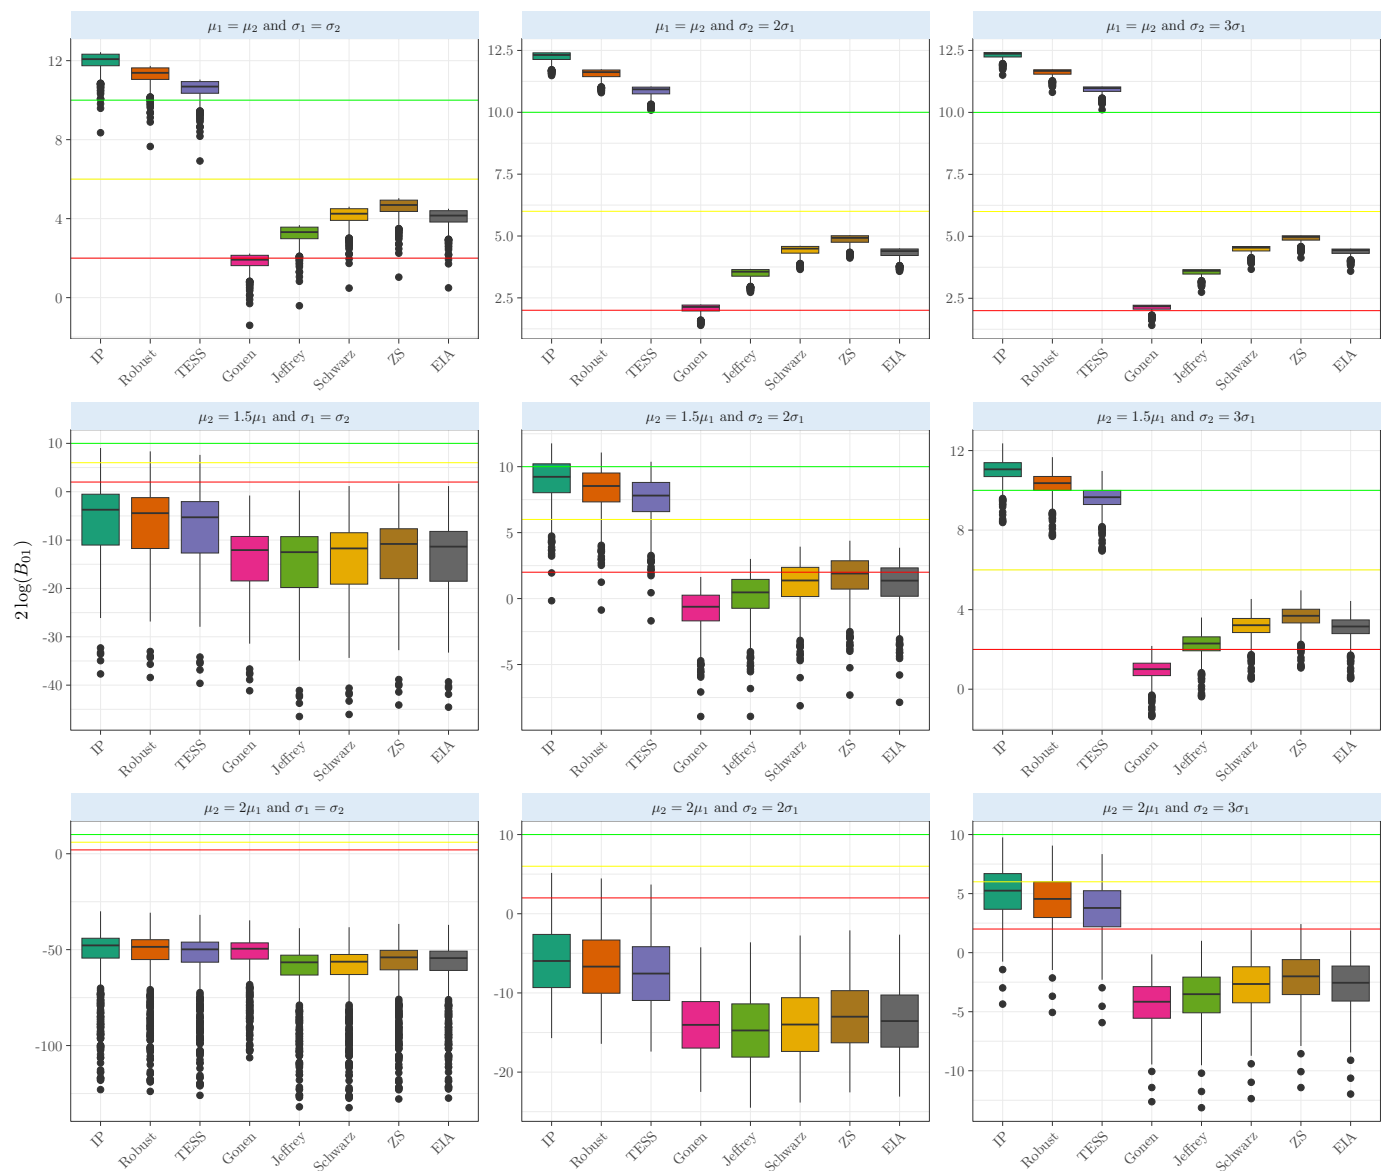 μ₁ = μ₂ and σ₁ = σ₂
μ₁ = μ₂ and σ₂ = 2σ₁
μ₁ = μ₂ and σ₂ = 3σ₁
12
8
4
0
12.5
10.0
7.5
5.0
2.5
12.5
10.0
7.5
5.0
2.5
IP Robust TESS Gonen Jeffrey Schwarz ZS EIA
IP Robust TESS Gonen Jeffrey Schwarz ZS EIA
IP Robust TESS Gonen Jeffrey Schwarz ZS EIA
2 log(B₀₁)
μ₂ = 1.5μ₁ and σ₁ = σ₂
μ₂ = 1.5μ₁ and σ₂ = 2σ₁
μ₂ = 1.5μ₁ and σ₂ = 3σ₁
10
0
-10
-20
-30
-40
10
5
0
-5
12
8
4
0
IP Robust TESS Gonen Jeffrey Schwarz ZS EIA
IP Robust TESS Gonen Jeffrey Schwarz ZS EIA
IP Robust TESS Gonen Jeffrey Schwarz ZS EIA
μ₂ = 2μ₁ and σ₁ = σ₂
μ₂ = 2μ₁ and σ₂ = 2σ₁
μ₂ = 2μ₁ and σ₂ = 3σ₁
0
-50
-100
10
0
-10
-20
10
5
0
-5
-10
IP Robust TESS Gonen Jeffrey Schwarz ZS EIA
IP Robust TESS Gonen Jeffrey Schwarz ZS EIA
IP Robust TESS Gonen Jeffrey Schwarz ZS EIA